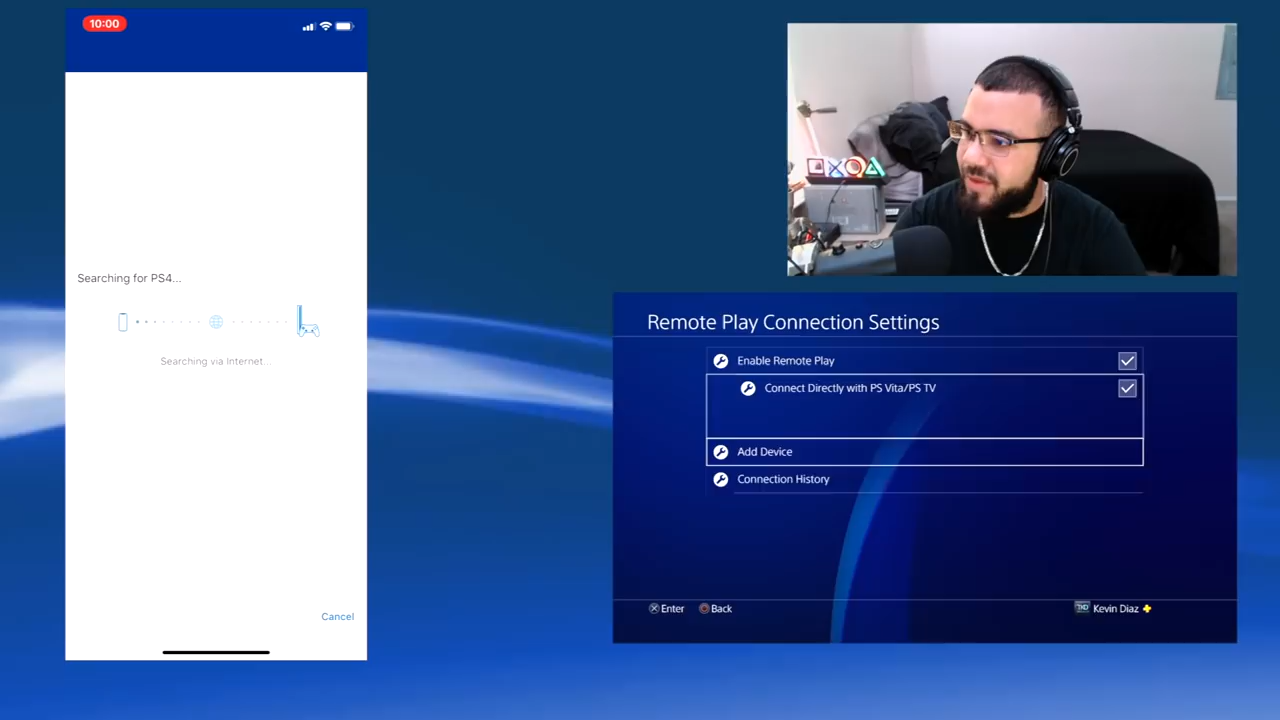 10:00
Searching for PS4...
Searching via Internet...
Cancel
Remote Play Connection Settings
Enable Remote Play
Connect Directly with PS Vita/PS TV
Add Device
Connection History
Enter
Back
Kevin Diaz